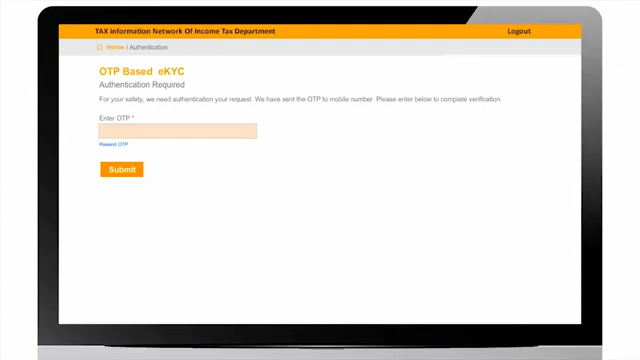 TAX information Network Of Income Tax Department
Logout
Home / Authentication
OTP Based eKYC
Authentication Required
For your safety, we need authentication your request. We have sent the OTP to mobile number. Please enter below to complete verification.
Enter OTP *
Resend OTP
Submit